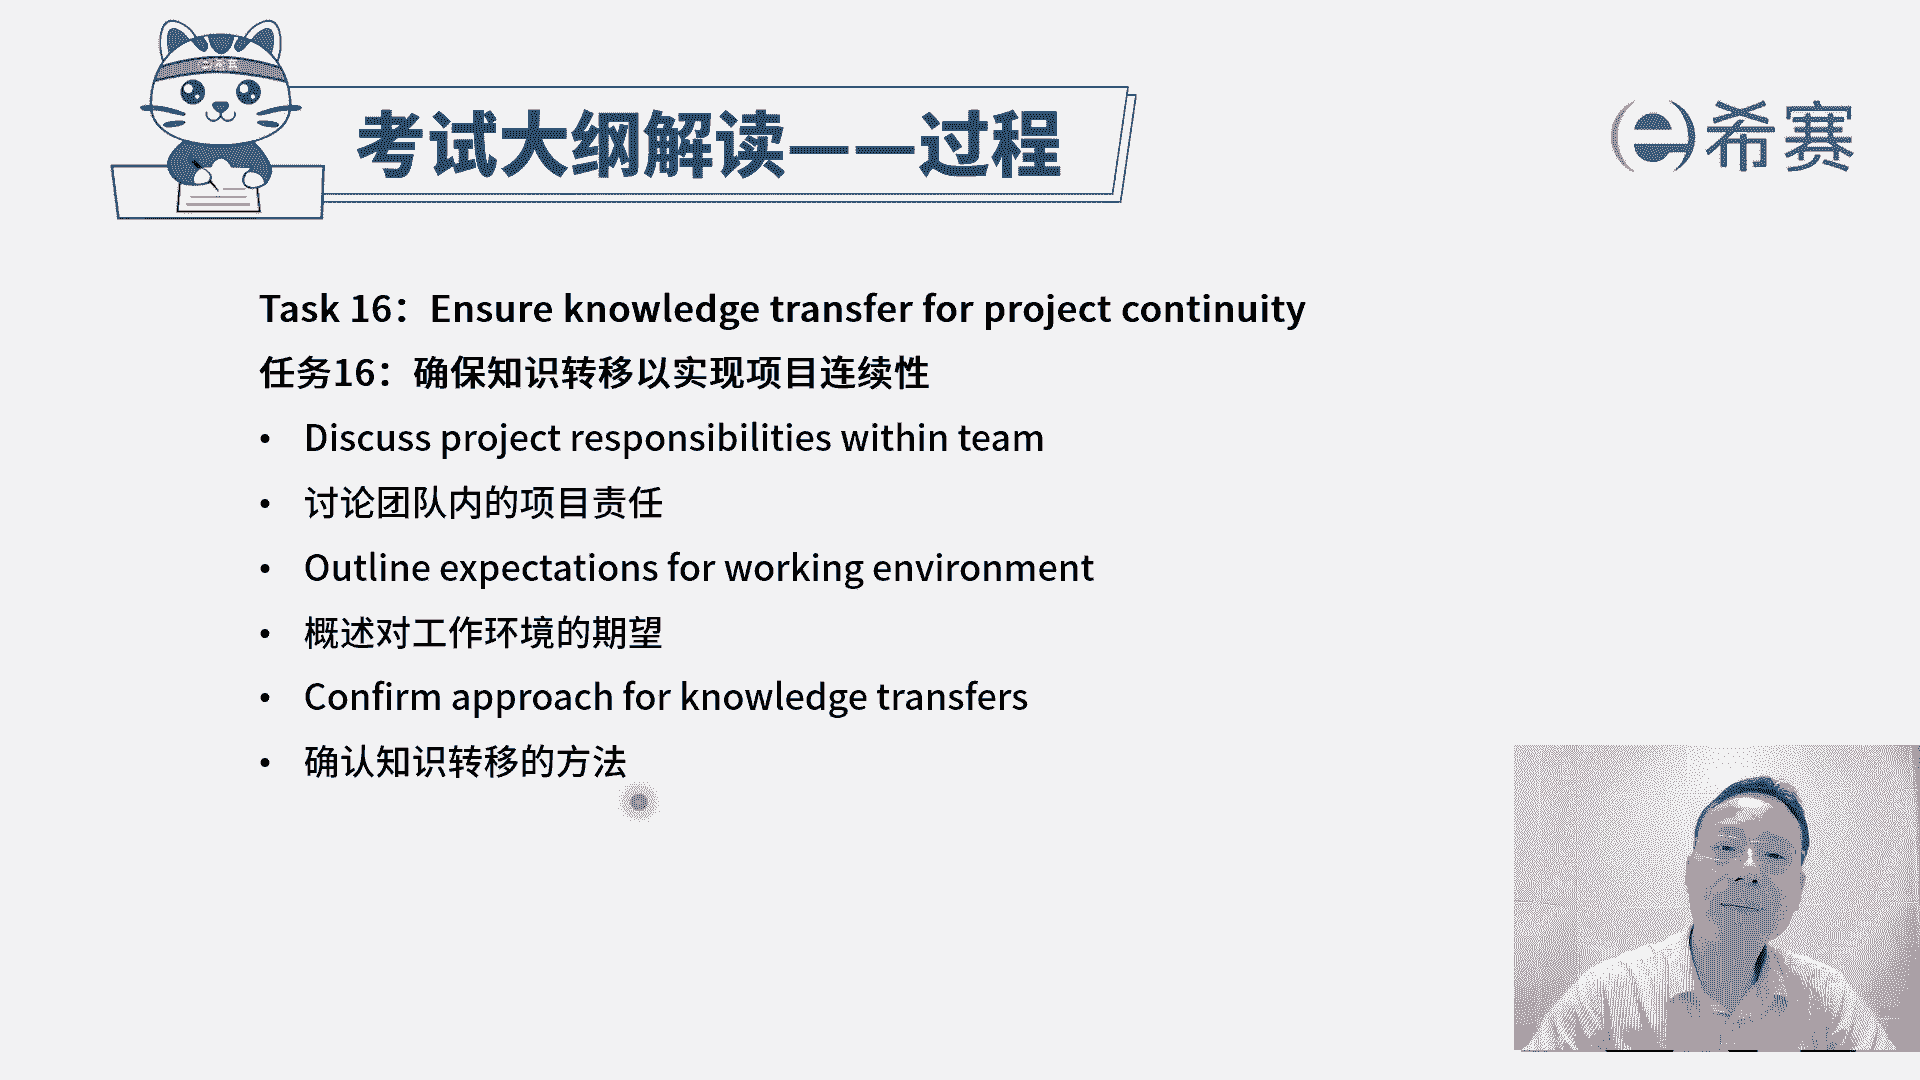 考试大纲解读——过程
希赛
Task 16：Ensure knowledge transfer for project continuity
任务16：确保知识转移以实现项目连续性
• Discuss project responsibilities within team
• 讨论团队内的项目责任
• Outline expectations for working environment
• 概述对工作环境的期望
• Confirm approach for knowledge transfers
• 确认知识转移的方法